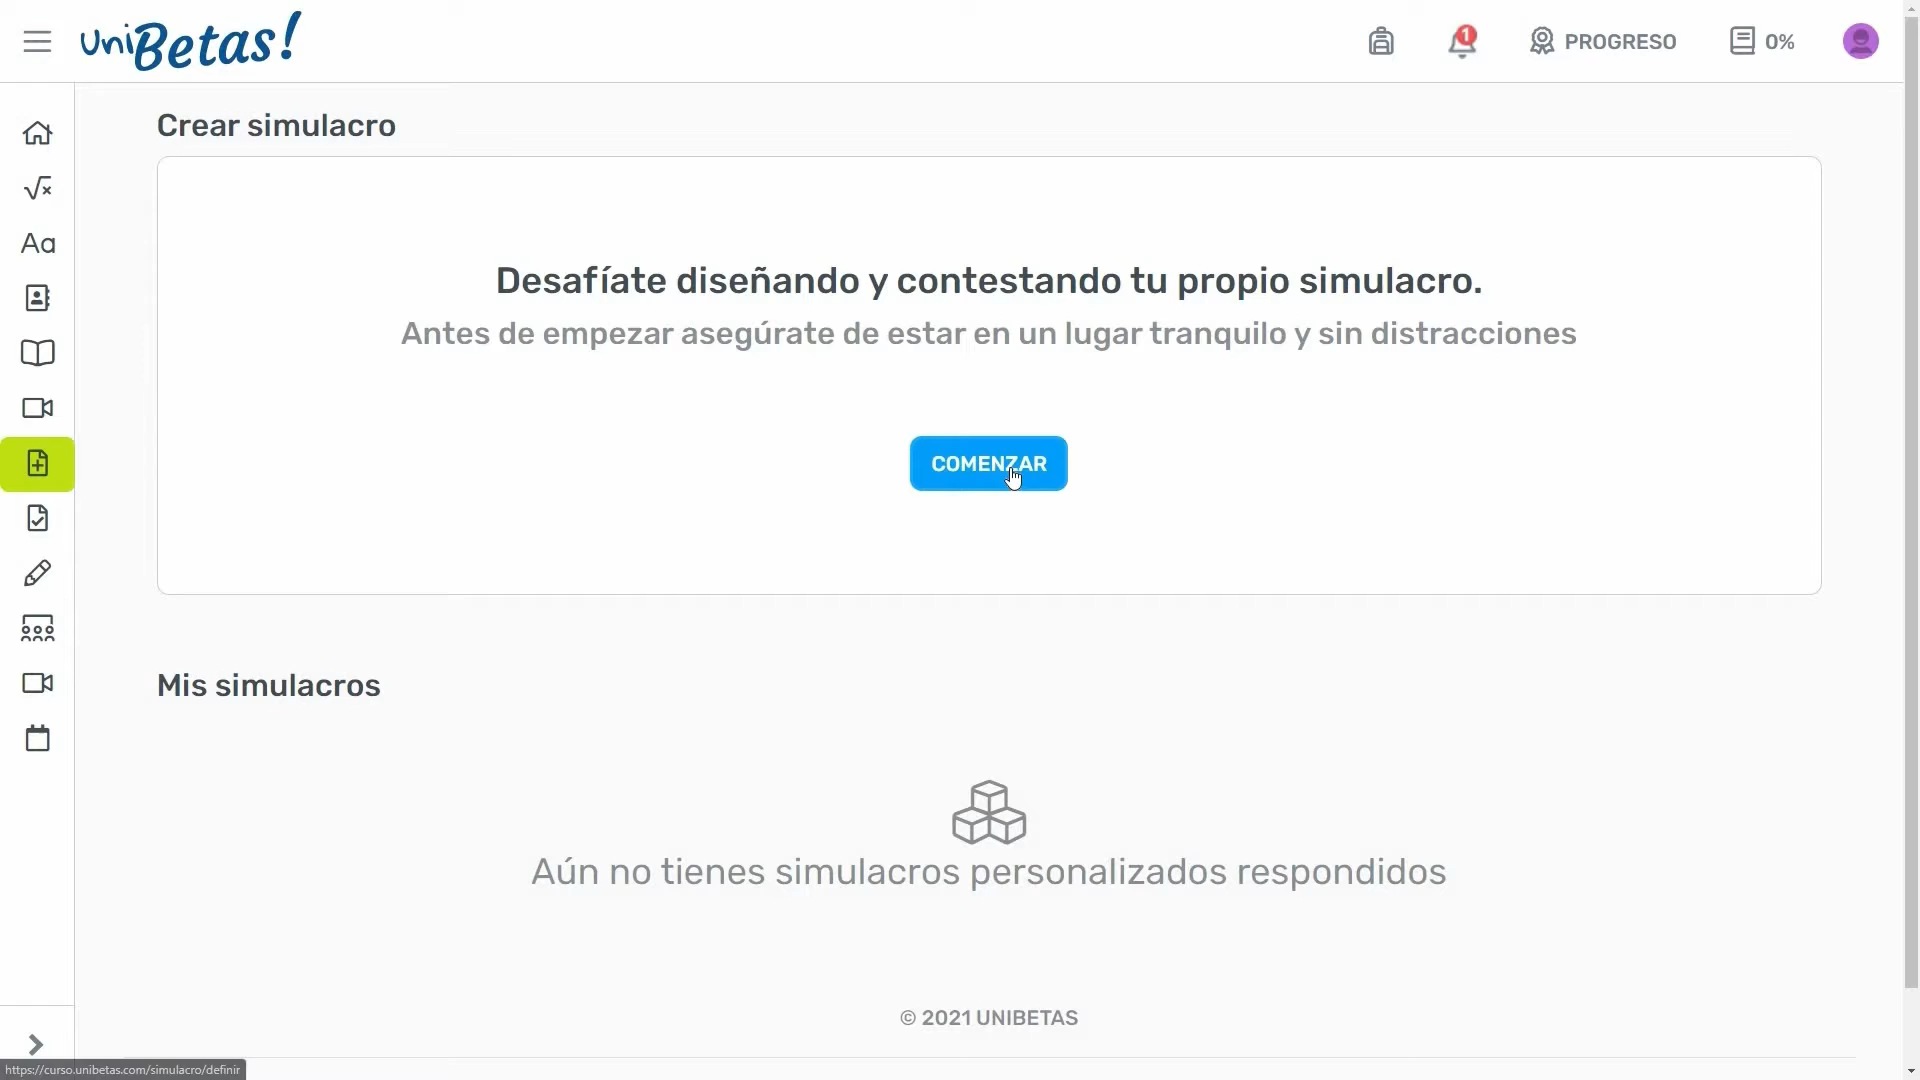 uniBetas!
1
PROGRESO
0%
Crear simulacro
Desafíate diseñando y contestando tu propio simulacro.
Antes de empezar asegúrate de estar en un lugar tranquilo y sin distracciones
COMENZAR
Aa
Mis simulacros
Aún no tienes simulacros personalizados respondidos
© 2021 UNIBETAS
https://curso.unibetas.com/simulacro/definir